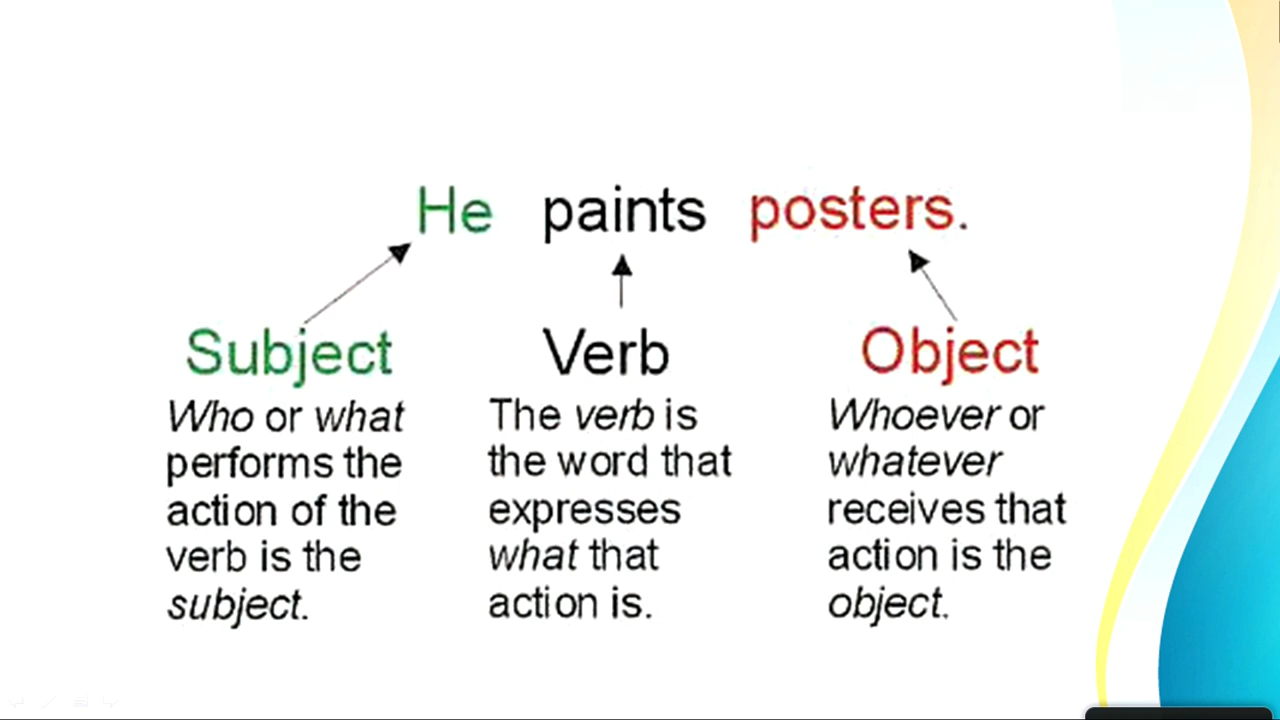 He paints posters.
Subject
Who or what
performs the
action of the
verb is the
subject.
Verb
The verb is
the word that
expresses
what that
action is.
Object
Whoever or
whatever
receives that
action is the
object.